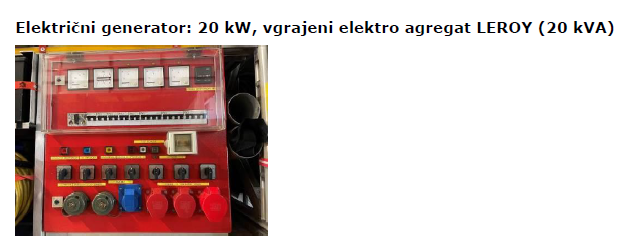 Električni generator: 20 kW, vgrajeni elektro agregat LEROY (20 kVA)